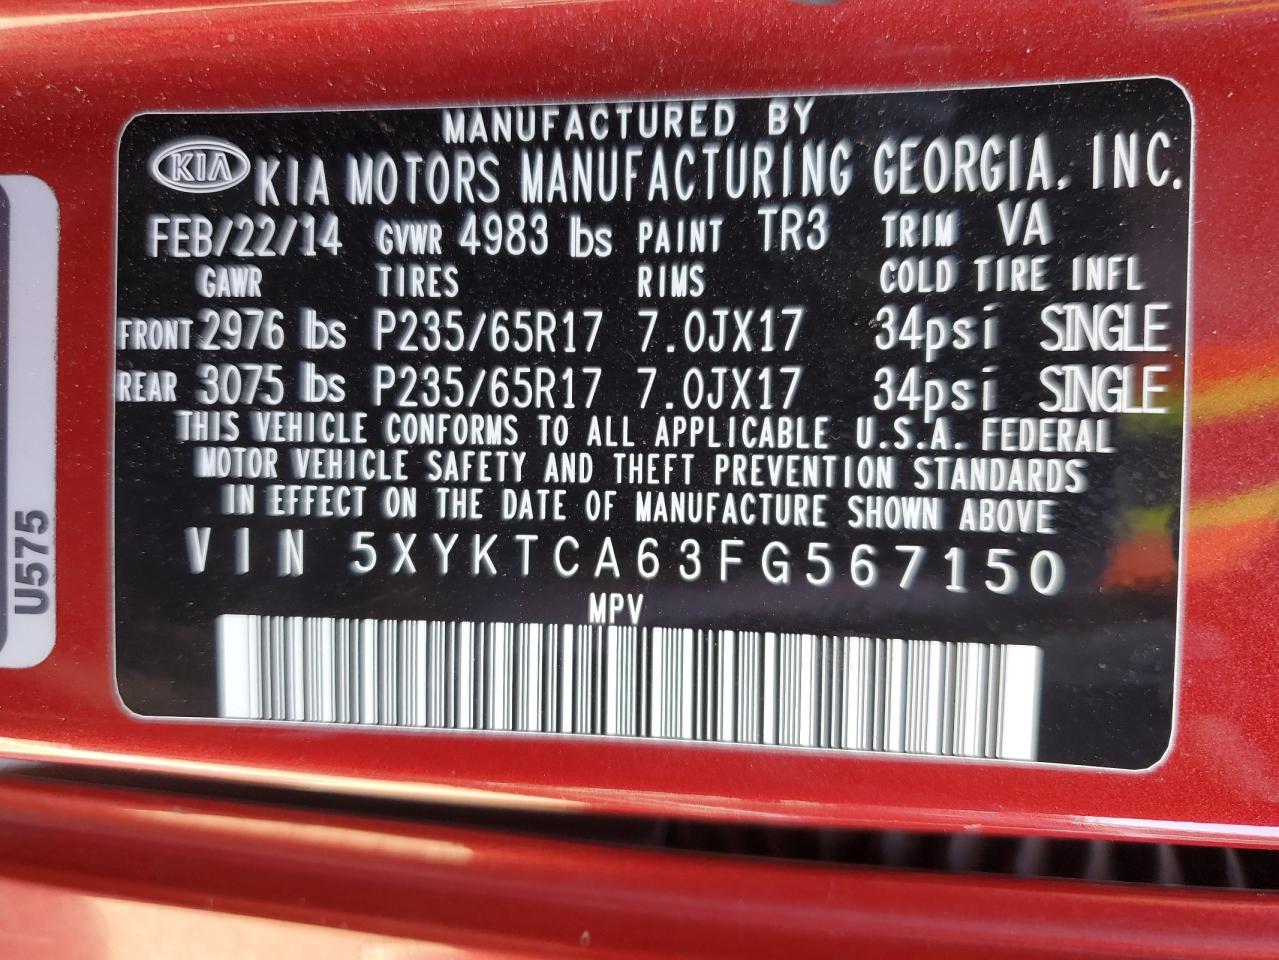 MANUFACTURED BY
KIA KIA MOTORS MANUFACTURING GEORGIA, INC.
FEB/22/14 GVWR 4983 lbs PAINT TR3 TRIM VA
GAWR TIRES RIMS COLD TIRE INFL
FRONT 2976 lbs P235/65R17 7.0JX17 34psi SINGLE
REAR 3075 lbs P235/65R17 7.0JX17 34psi SINGLE
THIS VEHICLE CONFORMS TO ALL APPLICABLE U.S.A. FEDERAL
MOTOR VEHICLE SAFETY AND THEFT PREVENTION STANDARDS
IN EFFECT ON THE DATE OF MANUFACTURE SHOWN ABOVE
VIN 5XYKTCA63FG567150
MPV
U575